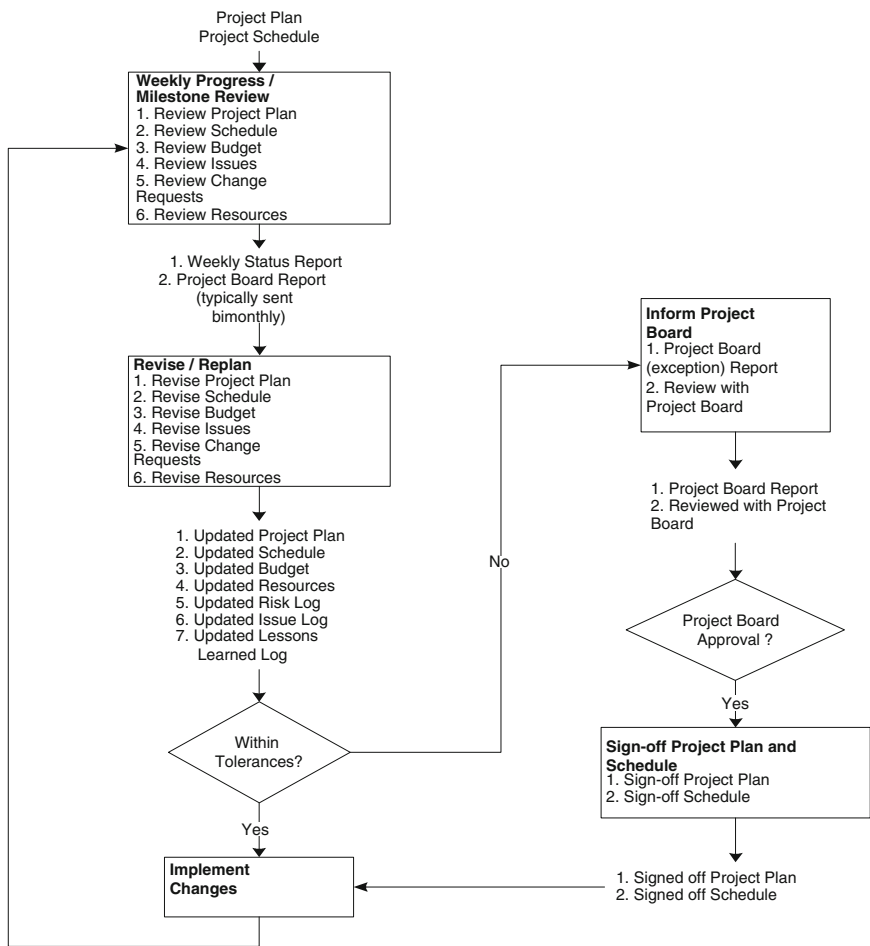 Project Plan
Project Schedule
Weekly Progress /
Milestone Review
1. Review Project Plan
2. Review Schedule
3. Review Budget
4. Review Issues
5. Review Change
Requests
6. Review Resources
1. Weekly Status Report
2. Project Board Report
(typically sent
bimonthly)
Revise / Replan
1. Revise Project Plan
2. Revise Schedule
3. Revise Budget
4. Revise Issues
5. Revise Change
Requests
6. Revise Resources
1. Updated Project Plan
2. Updated Schedule
3. Updated Budget
4. Updated Resources
5. Updated Risk Log
6. Updated Issue Log
7. Updated Lessons
Learned Log
Within
Tolerances?
Yes
Implement
Changes
No
Inform Project
Board
1. Project Board
(exception) Report
2. Review with
Project Board
1. Project Board Report
2. Reviewed with Project
Board
Project Board
Approval ?
Yes
Sign-off Project Plan and
Schedule
1. Sign-off Project Plan
2. Sign-off Schedule
1. Signed off Project Plan
2. Signed off Schedule